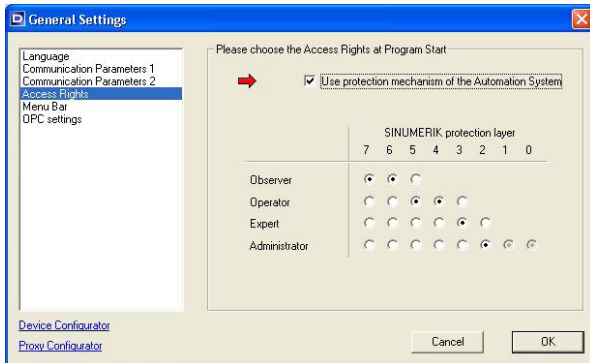 General Settings
Language
Communication Parameters 1
Communication Parameters 2
Access Rights
Menu Bar
OPC settings
Device Configurator
Proxy Configurator
Please choose the Access Rights at Program Start
Use protection mechanism of the Automation System
SINUMERIK protection layer
7 6 5 4 3 2 1 0
Observer
Operator
Expert
Administrator
Cancel
OK